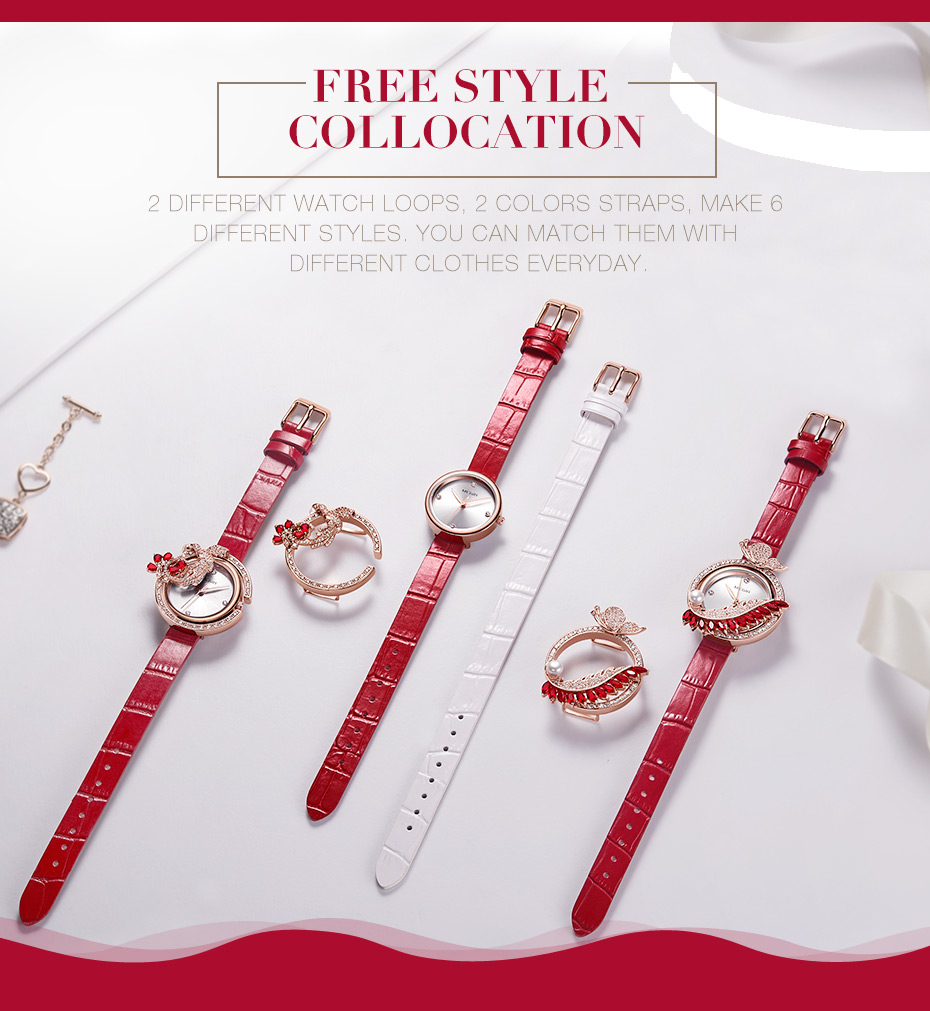 FREE STYLE
COLLOCATION
2 DIFFERENT WATCH LOOPS, 2 COLORS STRAPS, MAKE 6
DIFFERENT STYLES. YOU CAN MATCH THEM WITH
DIFFERENT CLOTHES EVERYDAY.